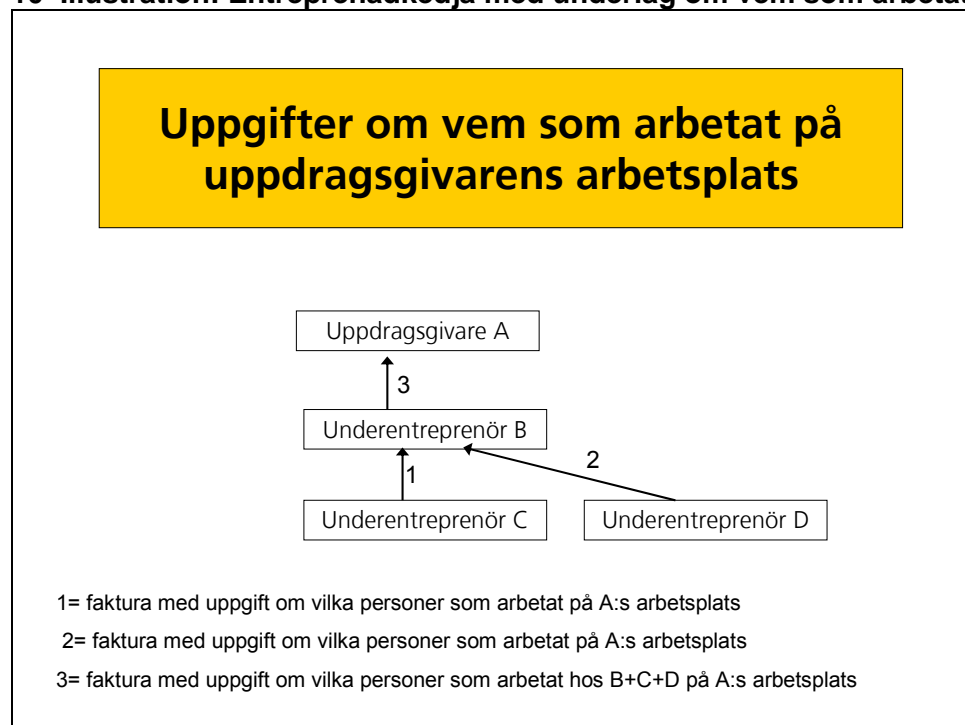 Uppgifter om vem som arbetat på
uppdragsgivarens arbetsplats
Uppdragsgivare A
3
Underentreprenör B
2
1
Underentreprenör C
Underentreprenör D
1= faktura med uppgift om vilka personer som arbetat på A:s arbetsplats
2= faktura med uppgift om vilka personer som arbetat på A:s arbetsplats
3= faktura med uppgift om vilka personer som arbetat hos B+C+D på A:s arbetsplats